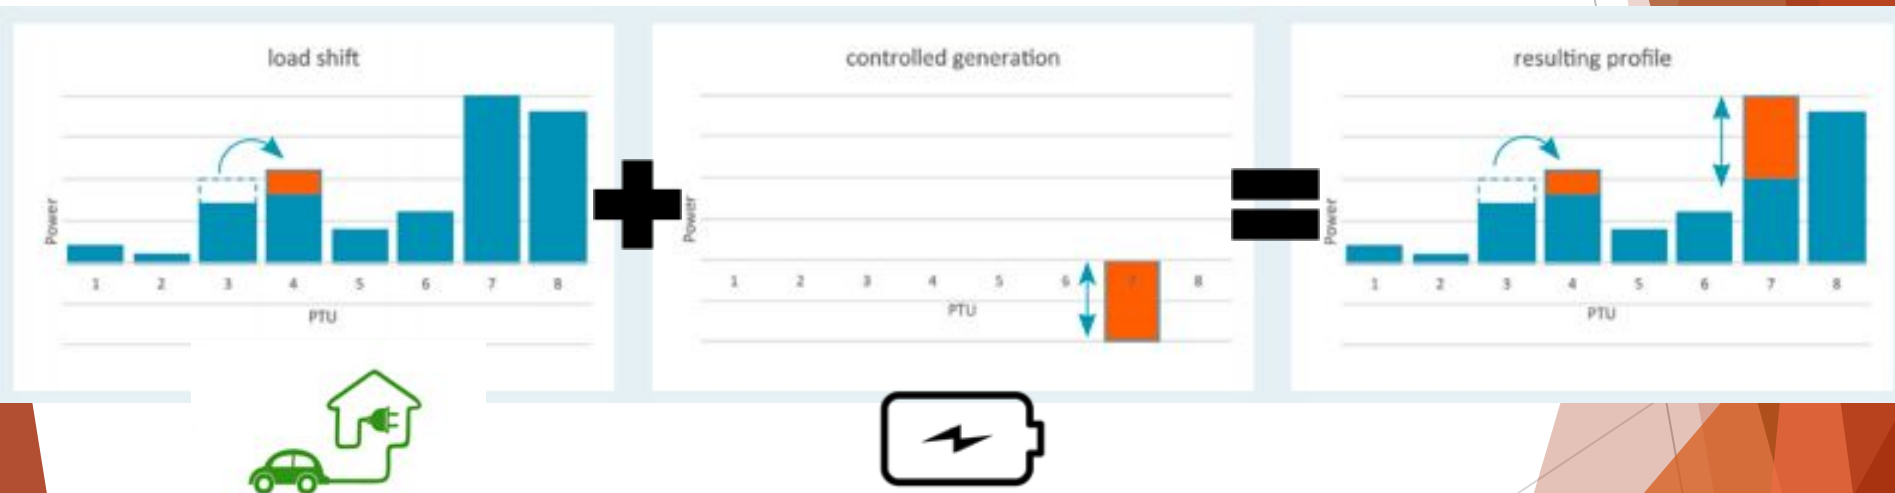 load shift
Power
1 2 3 4 5 6 7 8
PTU
controlled generation
Power
1 2 3 4 5 6 7 8
PTU
resulting profile
Power
1 2 3 4 5 6 7 8
PTU